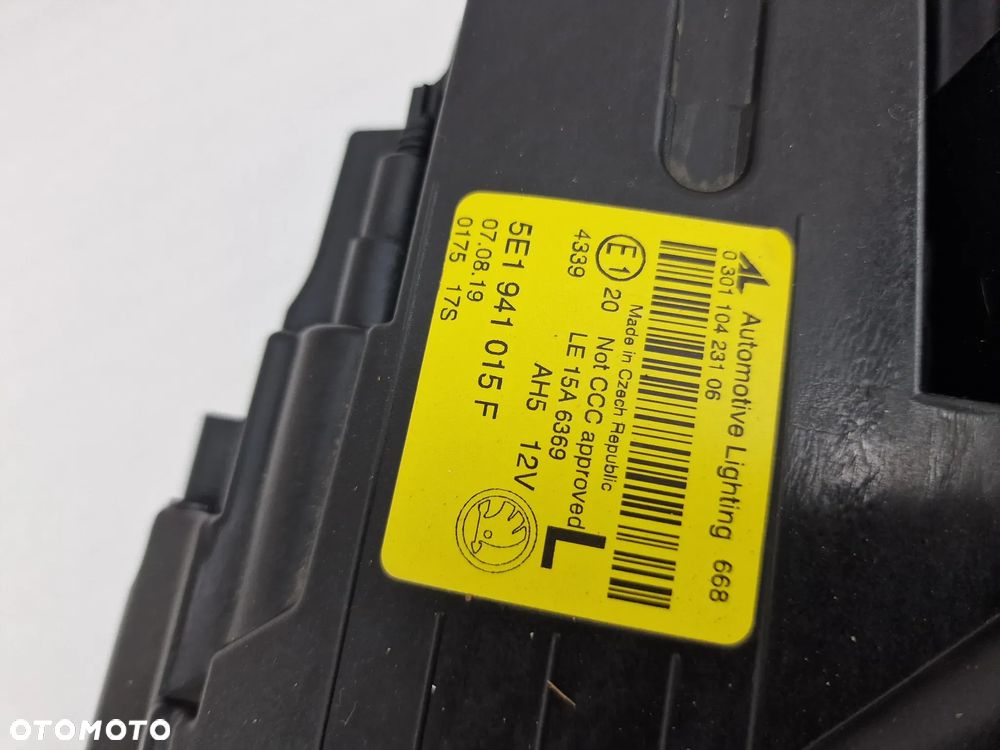 Automotive Lighting 668
0 301 104 231 06
Made in Czech Republic
E1 20 Not CCC approved L
4339 LE 15A 6369
AH5 12V
5E1 941 015 F
07.08.19
0175 17S
OTOMOTO